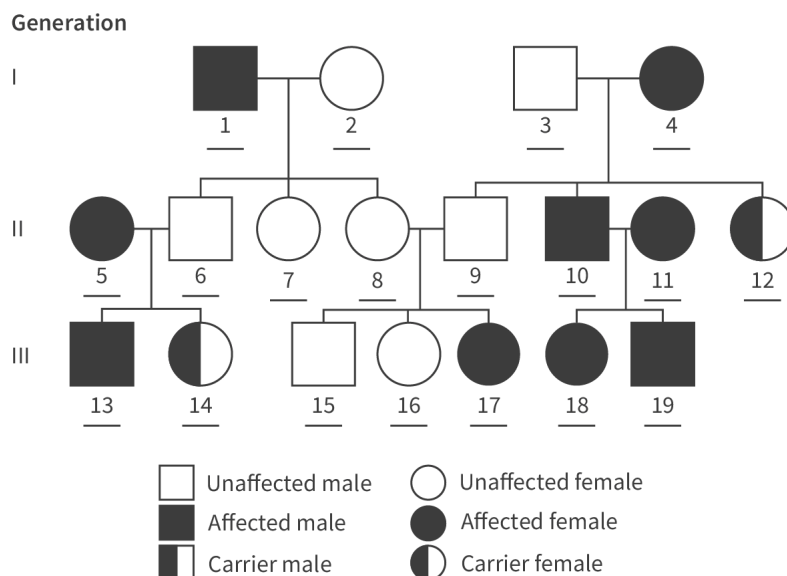 Generation
I
1 2 3 4
II
5 6 7 8 9 10 11 12
III
13 14 15 16 17 18 19
Unaffected male Unaffected female
Affected male Affected female
Carrier male Carrier female